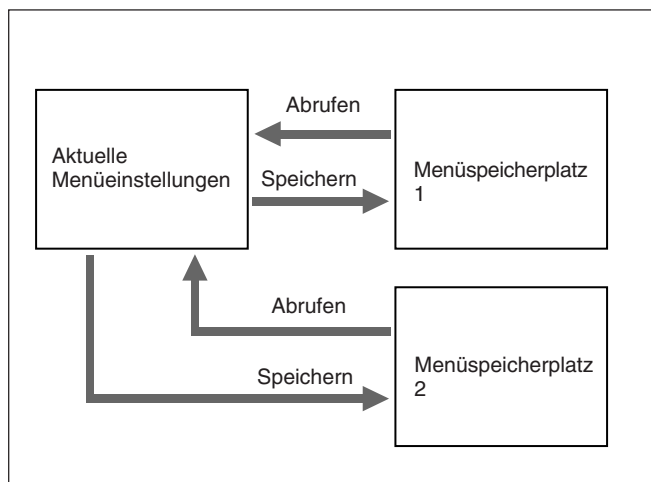 Abrufen
Aktuelle
Menüeinstellungen
Speichern
Menüspeicherplatz
1
Abrufen
Speichern
Menüspeicherplatz
2